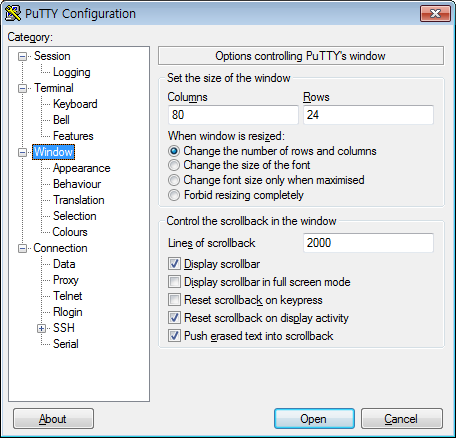 PuTTY Configuration
Category:
Session
Logging
Terminal
Keyboard
Bell
Features
Window
Appearance
Behaviour
Translation
Selection
Colours
Connection
Data
Proxy
Telnet
Rlogin
SSH
Serial
Options controlling PuTTY's window
Set the size of the window
Columns Rows
80 24
When window is resized:
Change the number of rows and columns
Change the size of the font
Change font size only when maximised
Forbid resizing completely
Control the scrollback in the window
Lines of scrollback 2000
Display scrollbar
Display scrollbar in full screen mode
Reset scrollback on keypress
Reset scrollback on display activity
Push erased text into scrollback
About Open Cancel